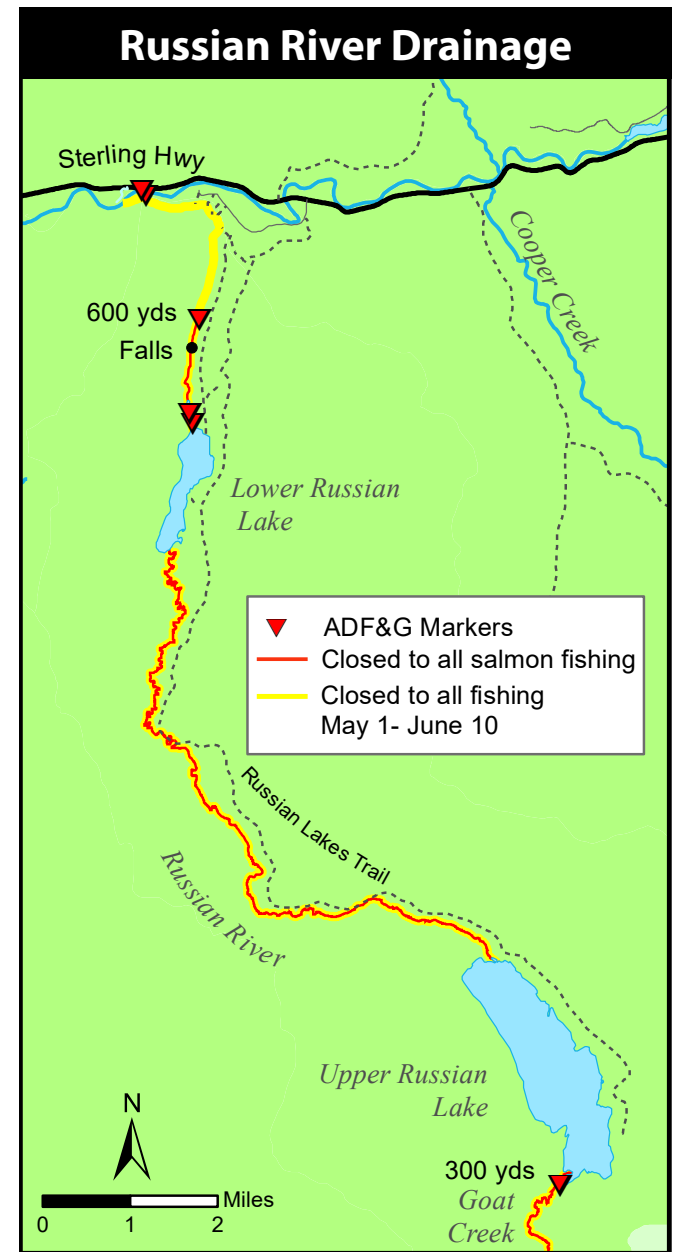 Russian River Drainage
Sterling Hwy
Cooper Creek
600 yds
Falls
Lower Russian
Lake
ADF&G Markers
Closed to all salmon fishing
Closed to all fishing
May 1- June 10
Russian Lakes Trail
Russian River
Upper Russian
Lake
N
300 yds
Goat
Creek
Miles
0 1 2